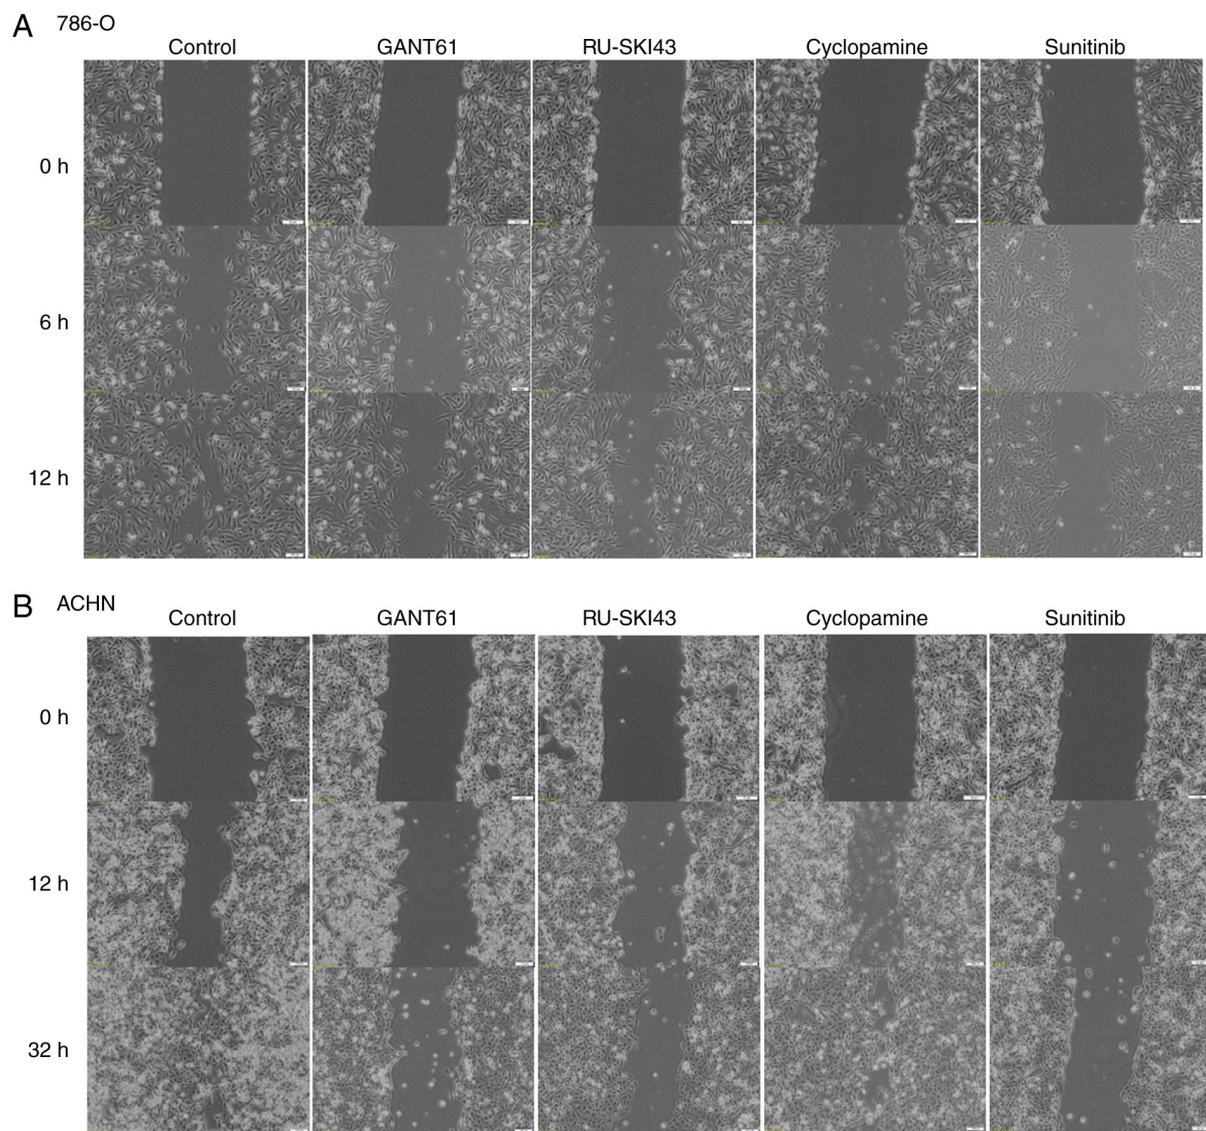 A 786-O
Control GANT61 RU-SKI43 Cyclopamine Sunitinib
0 h
6 h
12 h
B ACHN
Control GANT61 RU-SKI43 Cyclopamine Sunitinib
0 h
12 h
32 h